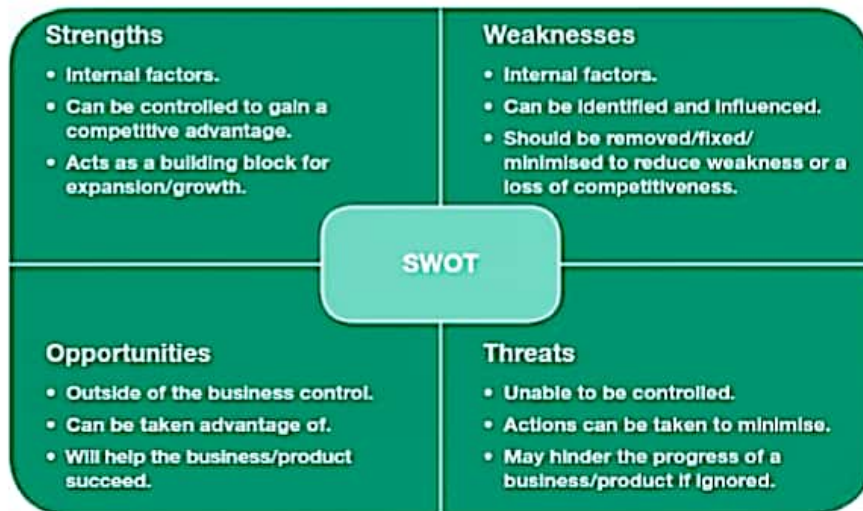 Strengths
• Internal factors.
• Can be controlled to gain a
competitive advantage.
• Acts as a building block for
expansion/growth.
Weaknesses
• Internal factors.
• Can be identified and influenced.
• Should be removed/fixed/
minimised to reduce weakness or a
loss of competitiveness.
SWOT
Opportunities
• Outside of the business control.
• Can be taken advantage of.
• Will help the business/product
succeed.
Threats
• Unable to be controlled.
• Actions can be taken to minimise.
• May hinder the progress of a
business/product if ignored.